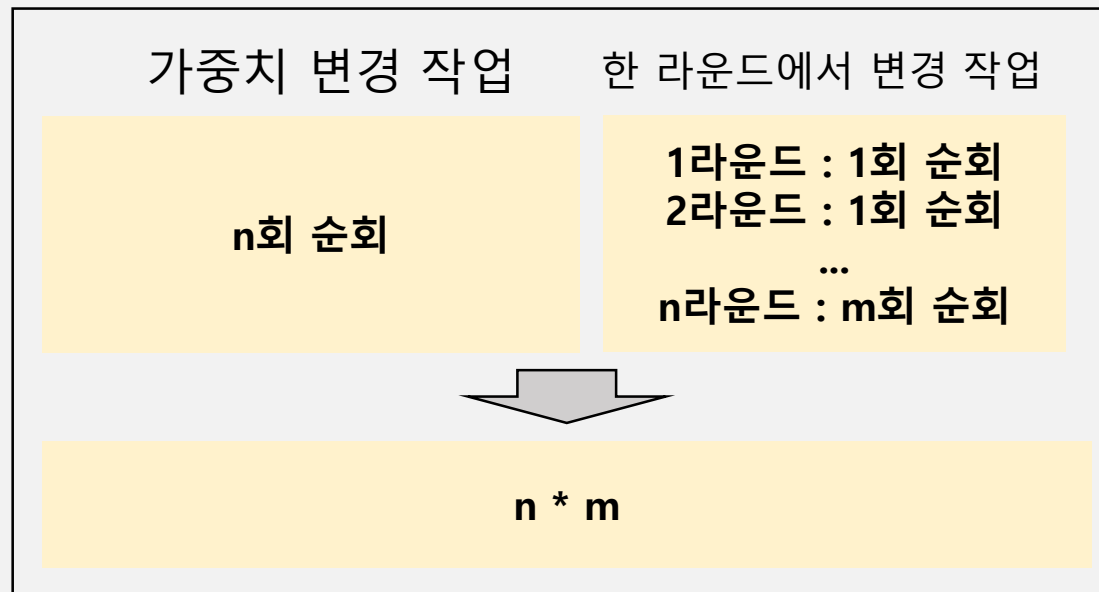 가중치 변경 작업
한 라운드에서 변경 작업
n회 순회
1라운드 : 1회 순회
2라운드 : 1회 순회
...
n라운드 : m회 순회
n * m